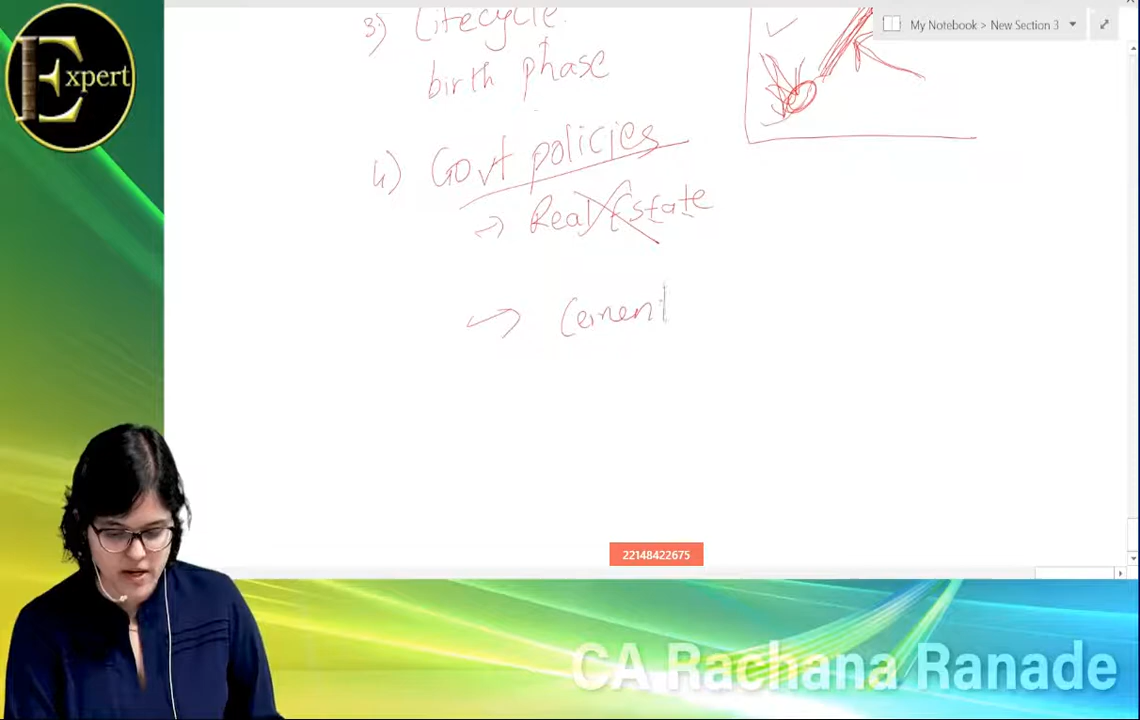 Expert
My Notebook > New Section 3
3) Lifecycle
birth phase
4) Govt policies
→ Real Estate
→ Cement
22148422675
CA Rachana Ranade